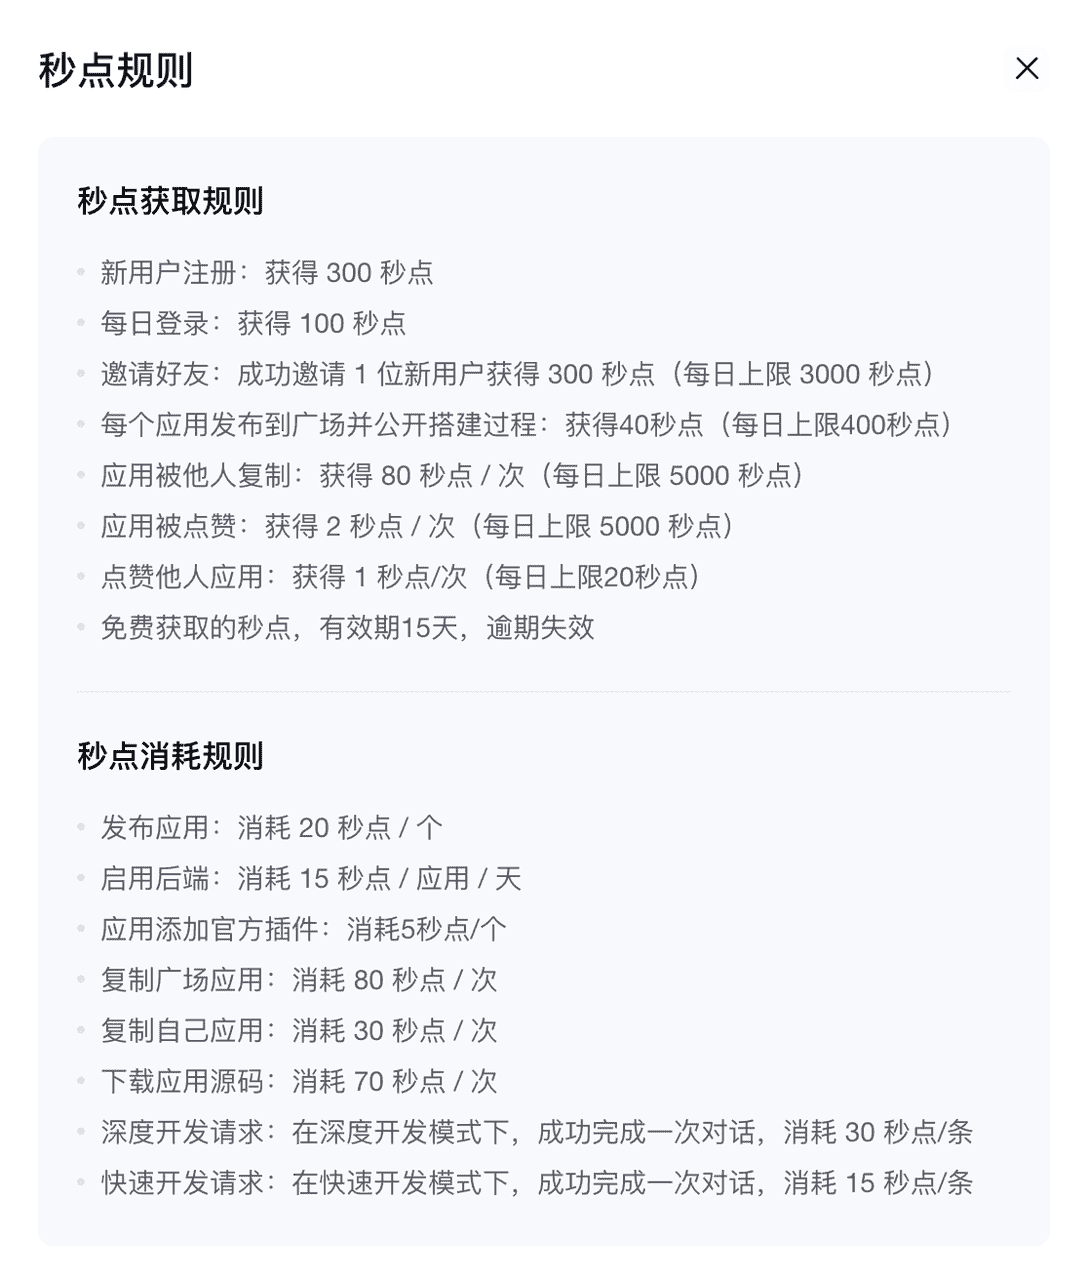 秒点规则
秒点获取规则
新用户注册：获得 300 秒点
每日登录：获得 100 秒点
邀请好友：成功邀请 1 位新用户获得 300 秒点（每日上限 3000 秒点）
每个应用发布到广场并公开搭建过程：获得40秒点（每日上限400秒点）
应用被他人复制：获得 80 秒点 / 次（每日上限 5000 秒点）
应用被点赞：获得 2 秒点 / 次（每日上限 5000 秒点）
点赞他人应用：获得 1 秒点/次（每日上限20秒点）
免费获取的秒点，有效期15天，逾期失效
秒点消耗规则
发布应用：消耗 20 秒点 / 个
启用后端：消耗 15 秒点 / 应用 / 天
应用添加官方插件：消耗5秒点/个
复制广场应用：消耗 80 秒点 / 次
复制自己应用：消耗 30 秒点 / 次
下载应用源码：消耗 70 秒点 / 次
深度开发请求：在深度开发模式下，成功完成一次对话，消耗 30 秒点/条
快速开发请求：在快速开发模式下，成功完成一次对话，消耗 15 秒点/条